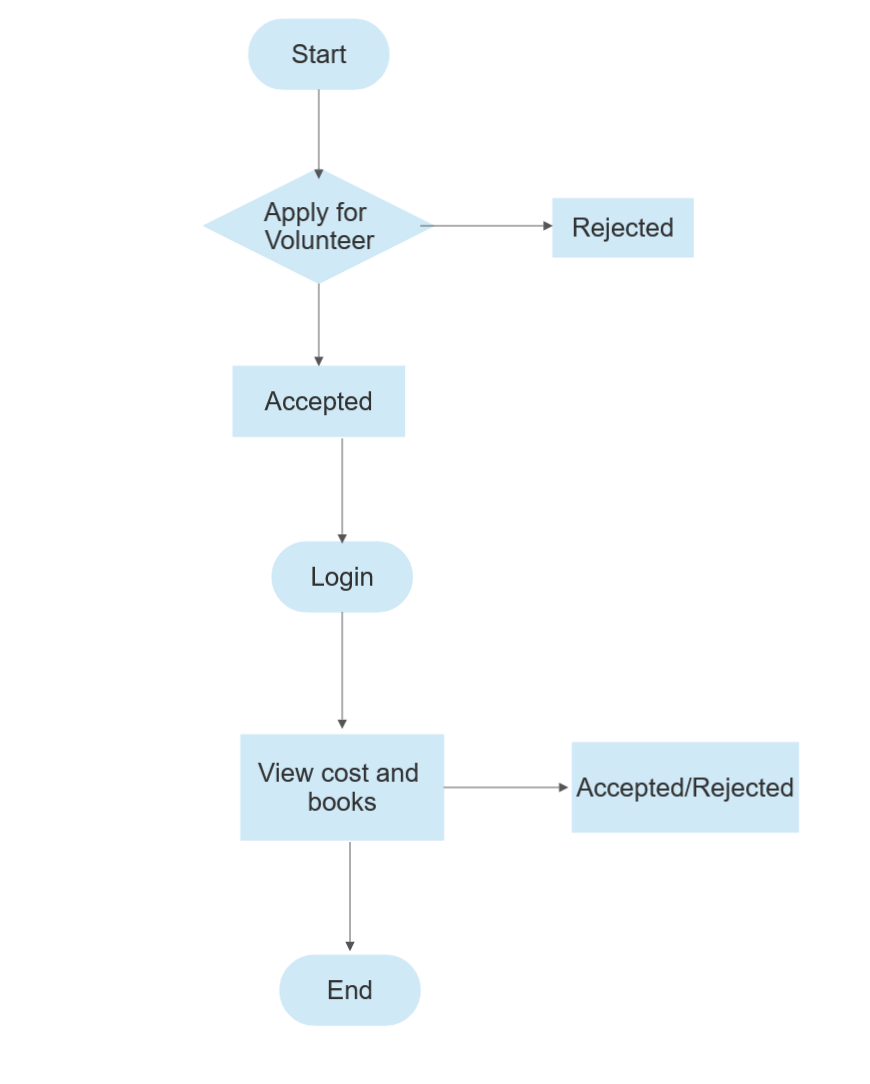 Start
Apply for
Volunteer
Rejected
Accepted
Login
View cost and
books
Accepted/Rejected
End